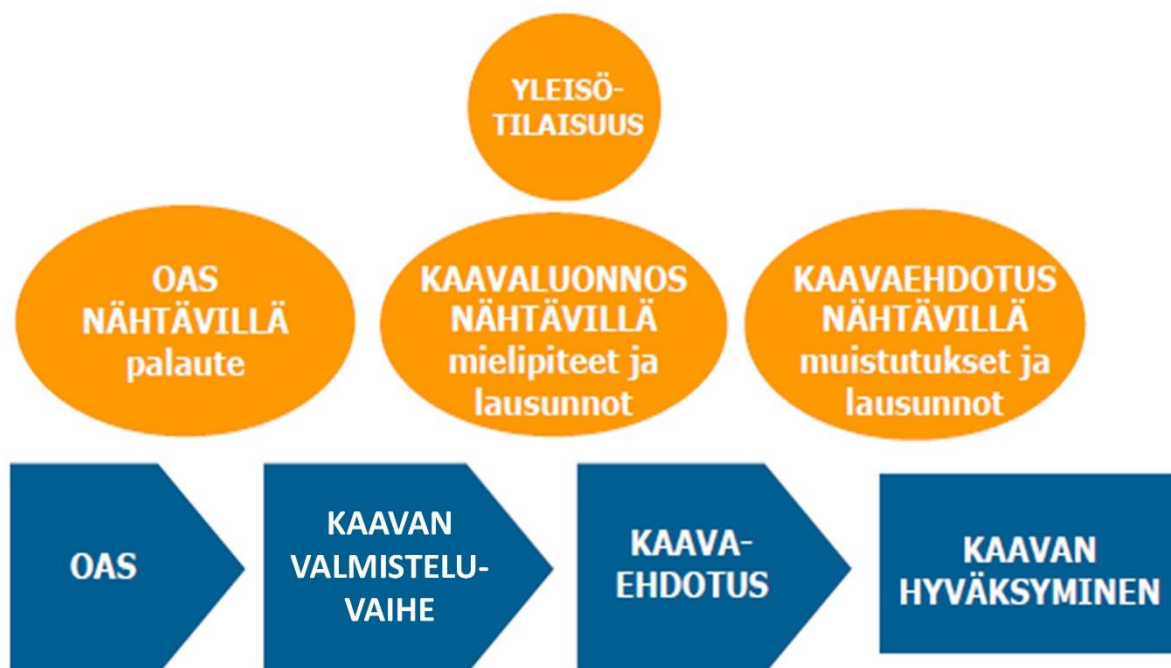 YLEISÖ-
TILAISUUS
OAS
NÄHTÄVILLÄ
palaute
KAAVALUONNOS
NÄHTÄVILLÄ
mielipiteet ja
lausunnot
KAAVAEHDOTUS
NÄHTÄVILLÄ
muistutukset ja
lausunnot
OAS
KAAVAN
VALMISTELU-
VAIHE
KAAVA-
EHDOTUS
KAAVAN
HYVÄKSYMINEN